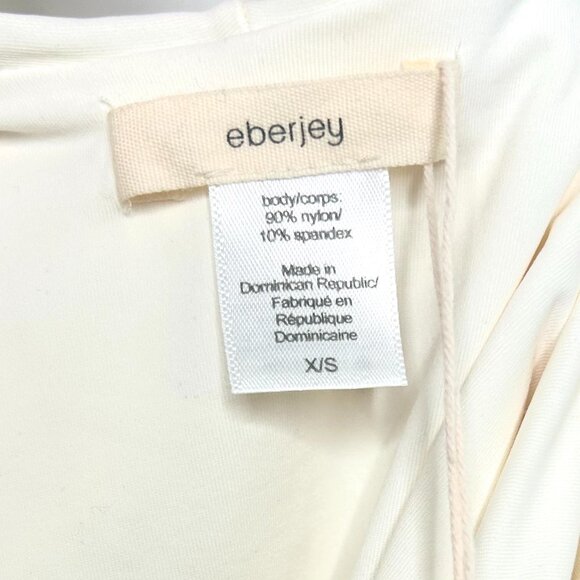 eberjey
body/corps:
90% nylon/
10% spandex
Made in
Dominican Republic/
Fabriqué en
République
Dominicaine
X/S